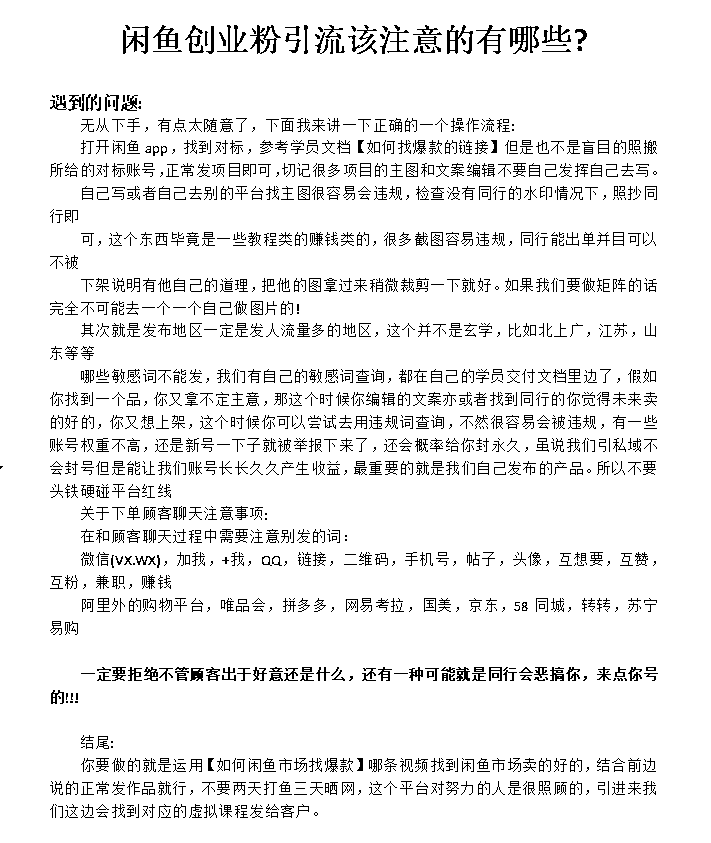 闲鱼创业粉引流该注意的有哪些?
遇到的问题:
无从下手，有点太随意了，下面我来讲一下正确的一个操作流程:
打开闲鱼 app，找到对标，参考学员文档【如何找爆款的链接】但是也不是盲目的照搬
所给的对标账号，正常发项目即可，切记很多项目的主图和文案编辑不要自己发挥自己去写。
自己写或者自己去别的平台找主图很容易会违规，检查没有同行的水印情况下，照抄同
行即
可，这个东西毕竟是一些教程类的赚钱类的，很多截图容易违规，同行能出单并目可以
不被
下架说明有他自己的道理，把他的图拿过来稍微裁剪一下就好。如果我们要做矩阵的话
完全不可能去一个一个自己做图片的!
其次就是发布地区一定是发人流量多的地区，这个并不是玄学，比如北上广，江苏，山
东等等
哪些敏感词不能发，我们有自己的敏感词查询，都在自己的学员交付文档里边了，假如
你找到一个品，你又拿不定主意，那这个时候你编辑的文案亦或者找到同行的你觉得未来卖
的好的，你又想上架，这个时候你可以尝试去用违规词查询，不然很容易会被违规，有一些
账号权重不高，还是新号一下子就被举报下来了，还会概率给你封永久，虽说我们引私域不
会封号但是能让我们账号长长久久产生收益，最重要的就是我们自己发布的产品。所以不要
头铁硬碰平台红线
关于下单顾客聊天注意事项:
在和顾客聊天过程中需要注意别发的词：
微信(VX.WX)，加我，+我，QQ，链接，二维码，手机号，帖子，头像，互想要，互赞，
互粉，兼职，赚钱
阿里外的购物平台，唯品会，拼多多，网易考拉，国美，京东，58 同城，转转，苏宁
易购
一定要拒绝不管顾客出于好意还是什么，还有一种可能就是同行会恶搞你，来点你号
的!!!
结尾:
你要做的就是运用【如何闲鱼市场找爆款】哪条视频找到闲鱼市场卖的好的，结合前边
说的正常发作品就行，不要两天打鱼三天晒网，这个平台对努力的人是很照顾的，引进来我
们这边会找到对应的虚拟课程发给客户。